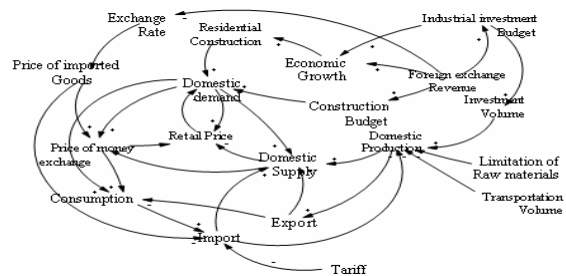 Exchange
Rate
Residential
Construction
Industrial investment
Budget
Price of imported
Goods
Economic
Growth
Foreign exchange
Revenue
Domestic
demand
Investment
Volume
Construction
Budget
Retail Price
Domestic
Production
Price of money
exchange
Domestic
Supply
Limitation of
Raw materials
Consumption
Transportation
Volume
Export
Import
Tariff